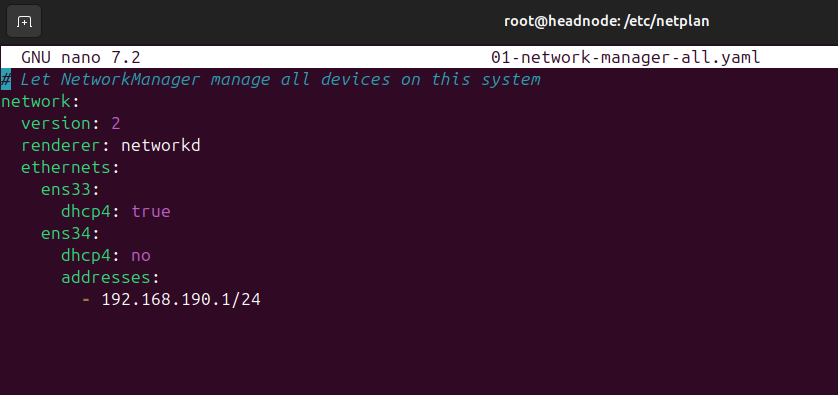 root@headnode: /etc/netplan
GNU nano 7.2 01-network-manager-all.yaml
# Let NetworkManager manage all devices on this system
network:
  version: 2
  renderer: networkd
  ethernets:
    ens33:
      dhcp4: true
    ens34:
      dhcp4: no
      addresses:
        - 192.168.190.1/24